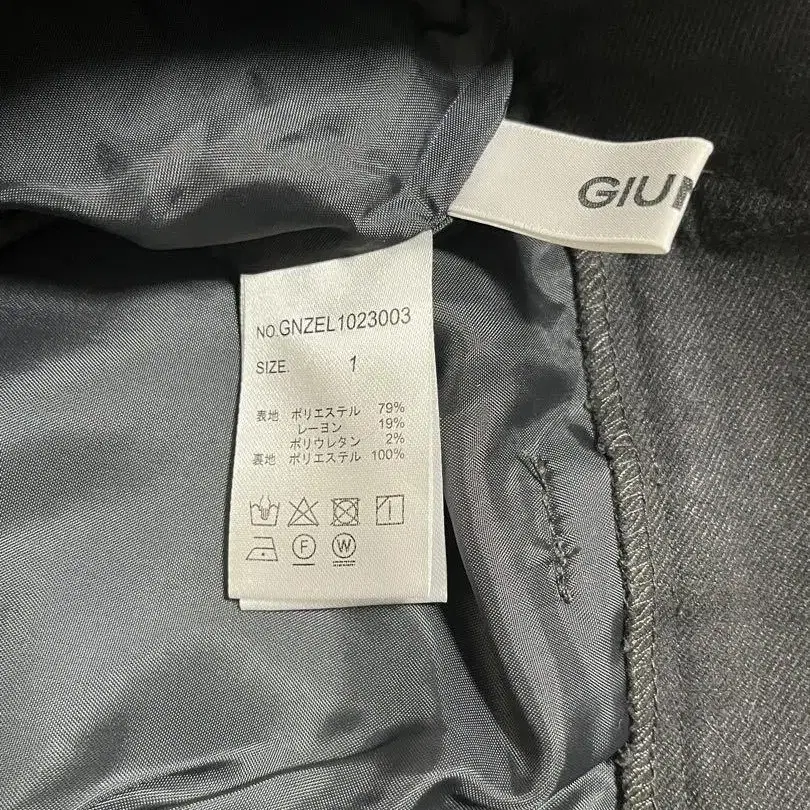 GIU
NO.GNZEL1023003
SIZE. 1
表地 ポリエステル 79%
レーヨン 19%
ポリウレタン 2%
裏地 ポリエステル 100%
F W